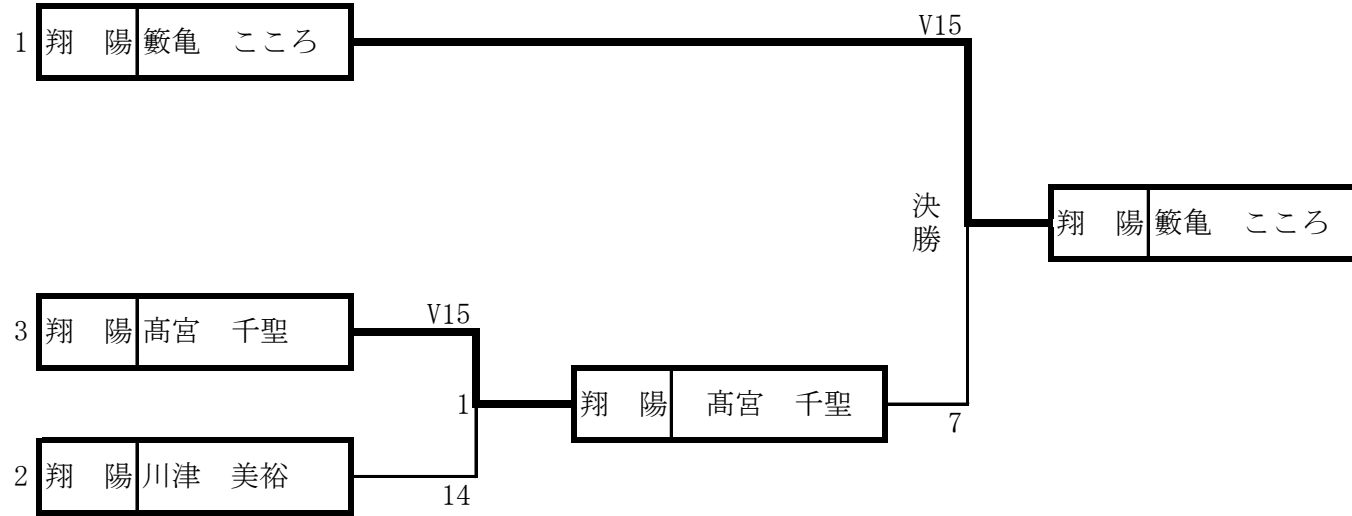 V15
1 翔　陽 籔亀　こころ
決勝
翔　陽 籔亀　こころ
3 翔　陽 髙宮　千聖
V15
1
翔　陽 髙宮　千聖
7
2 翔　陽 川津　美裕
14